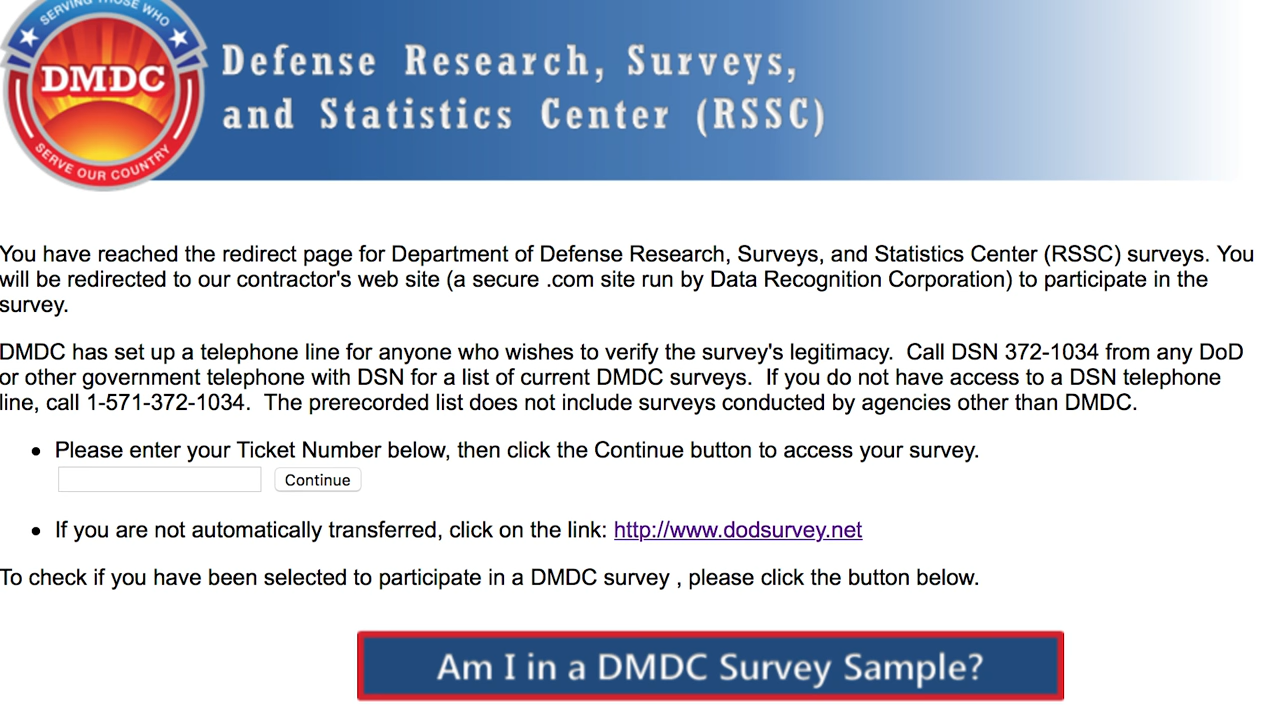 SERVING THOSE WHO
DMDC
SERVE OUR COUNTRY
Defense Research, Surveys,
and Statistics Center (RSSC)
You have reached the redirect page for Department of Defense Research, Surveys, and Statistics Center (RSSC) surveys. You
will be redirected to our contractor's web site (a secure .com site run by Data Recognition Corporation) to participate in the
survey.
DMDC has set up a telephone line for anyone who wishes to verify the survey's legitimacy.  Call DSN 372-1034 from any DoD
or other government telephone with DSN for a list of current DMDC surveys.  If you do not have access to a DSN telephone
line, call 1-571-372-1034.  The prerecorded list does not include surveys conducted by agencies other than DMDC.
• Please enter your Ticket Number below, then click the Continue button to access your survey.
Continue
• If you are not automatically transferred, click on the link: http://www.dodsurvey.net
To check if you have been selected to participate in a DMDC survey , please click the button below.
Am I in a DMDC Survey Sample?